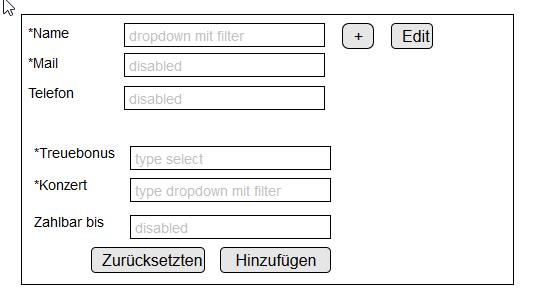 *Name dropdown mit filter + Edit
*Mail disabled
Telefon disabled
*Treuebonus type select
*Konzert type dropdown mit filter
Zahlbar bis disabled
Zurücksetzten Hinzufügen